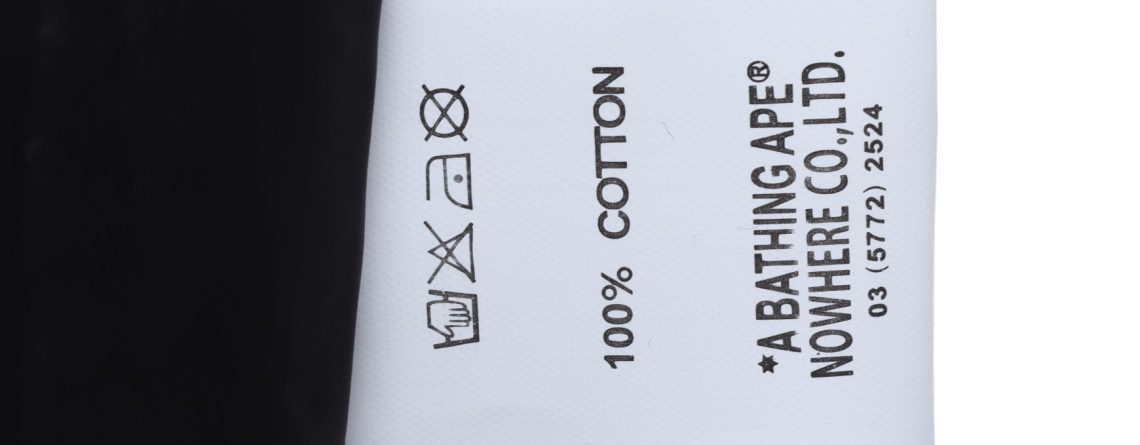 100% COTTON
*A BATHING APE®
NOWHERE CO.,LTD.
03 (5772) 2524